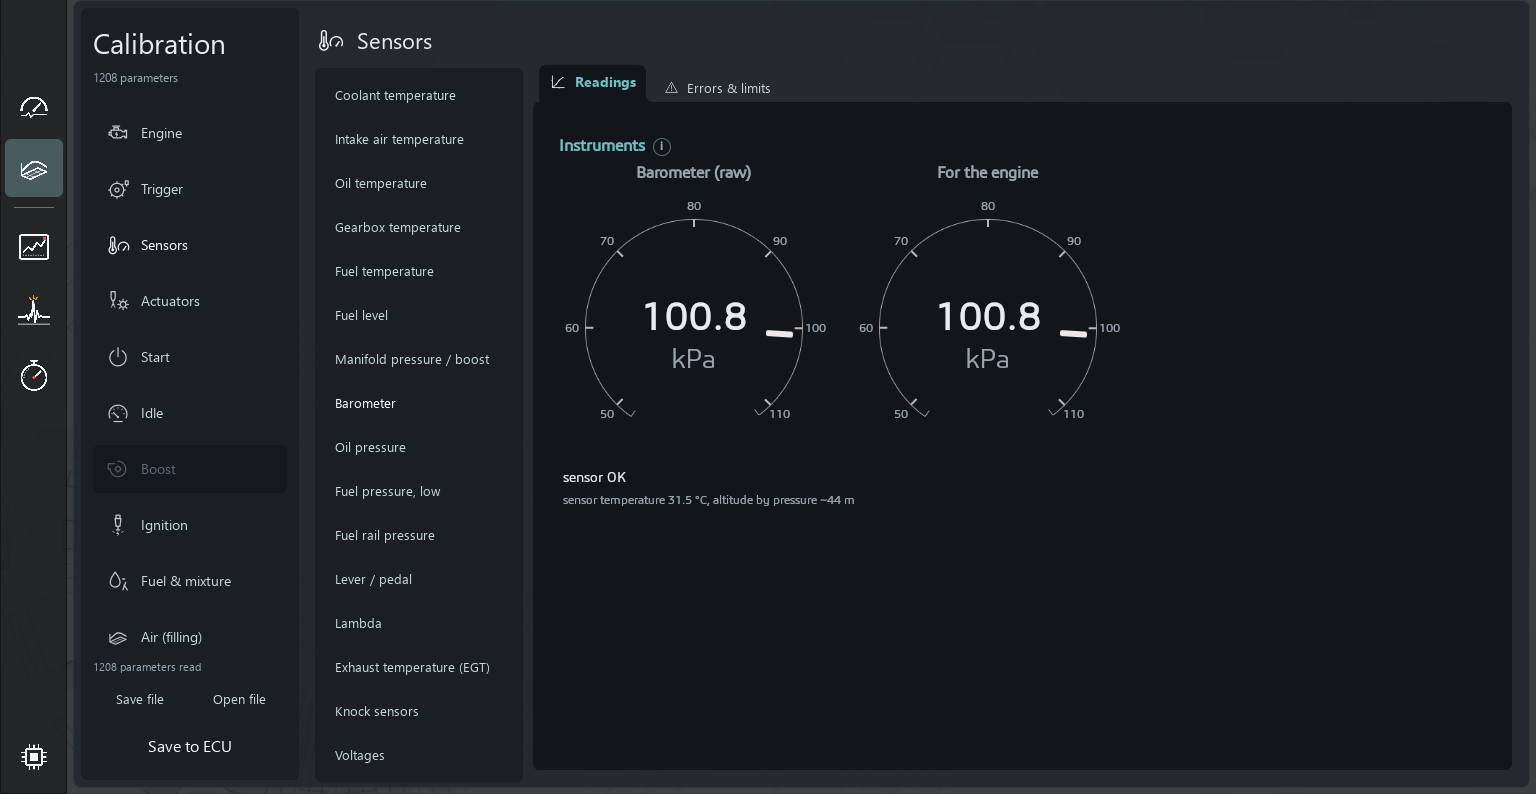 Calibration
1208 parameters
Engine
Trigger
Sensors
Actuators
Start
Idle
Boost
Ignition
Fuel & mixture
Air (filling)
1208 parameters read
Save file
Open file
Save to ECU
Sensors
Coolant temperature
Intake air temperature
Oil temperature
Gearbox temperature
Fuel temperature
Fuel level
Manifold pressure / boost
Barometer
Oil pressure
Fuel pressure, low
Fuel rail pressure
Lever / pedal
Lambda
Exhaust temperature (EGT)
Knock sensors
Voltages
Readings
Errors & limits
Instruments i
Barometer (raw)
50
60
70
80
90
100
110
100.8
kPa
For the engine
50
60
70
80
90
100
110
100.8
kPa
sensor OK
sensor temperature 31.5 °C, altitude by pressure ~44 m